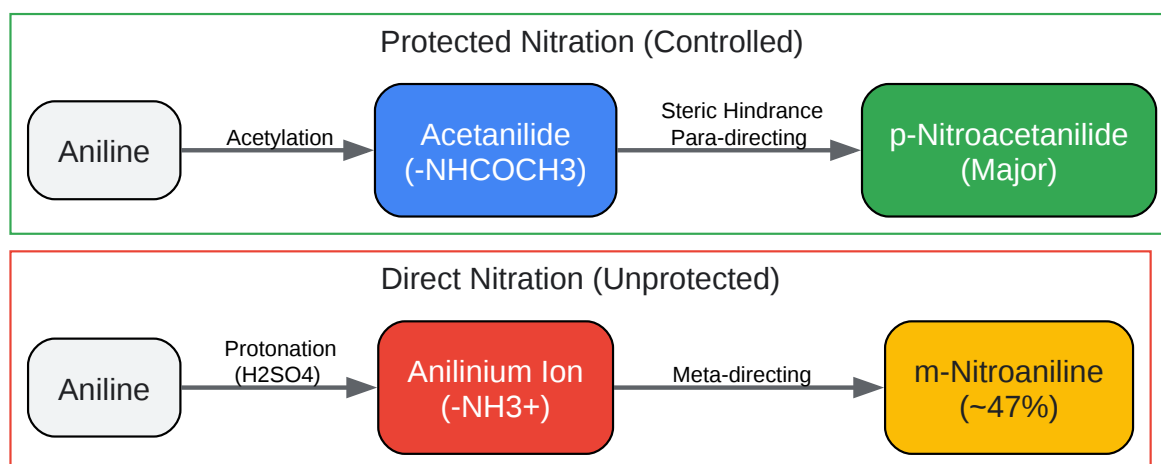 Protected Nitration (Controlled)
Aniline
Acetylation
Acetanilide
(-NHCOCH3)
Steric Hindrance
Para-directing
p-Nitroacetanilide
(Major)
Direct Nitration (Unprotected)
Aniline
Protonation
(H2SO4)
Anilinium Ion
(-NH3+)
Meta-directing
m-Nitroaniline
(~47%)